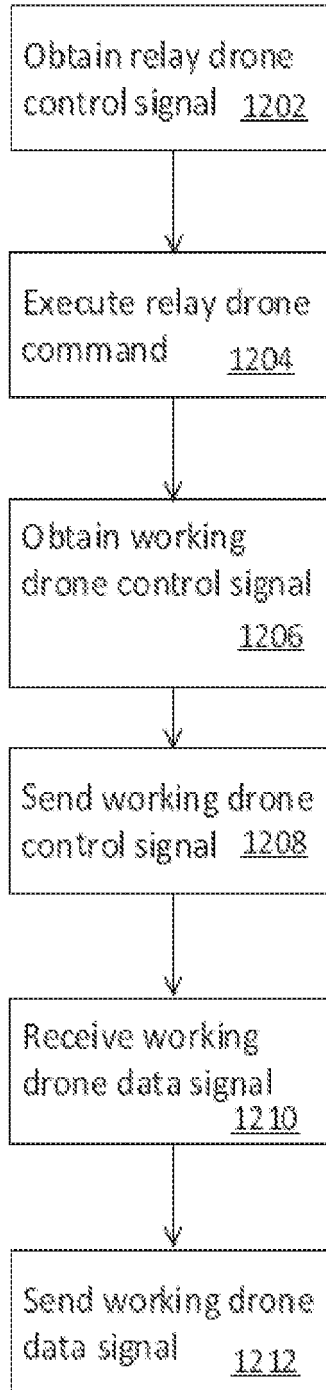 Obtain relay drone
control signal 1202
Execute relay drone
command 1204
Obtain working
drone control signal
1206
Send working drone
control signal 1208
Receive working
drone data signal
1210
Send working drone
data signal 1212